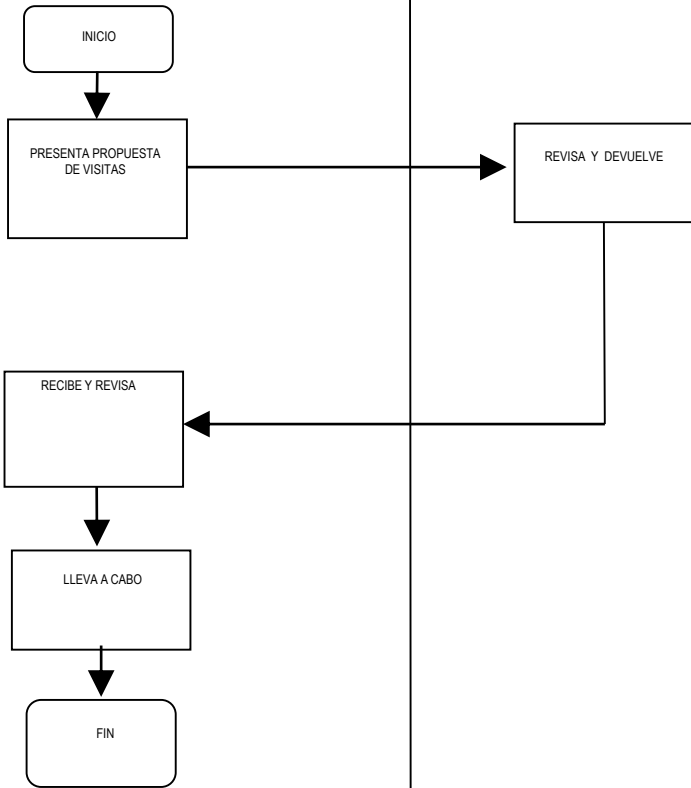 INICIO
PRESENTA PROPUESTA
DE VISITAS
REVISA Y DEVUELVE
RECIBE Y REVISA
LLEVA A CABO
FIN